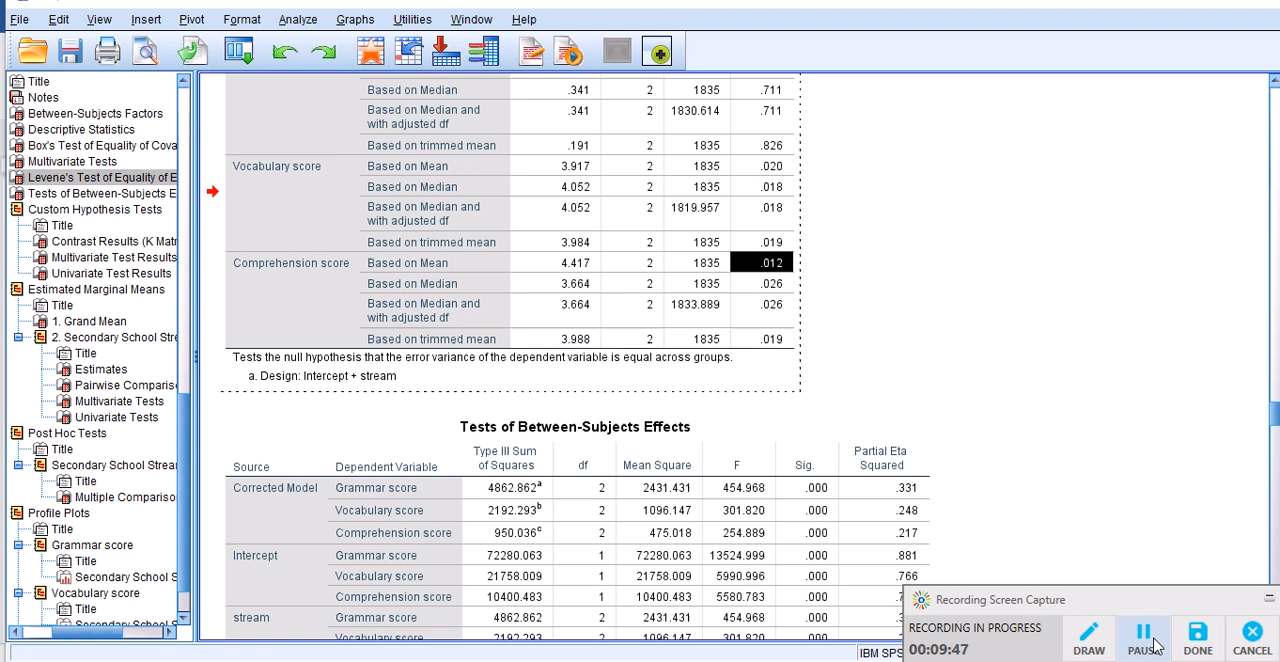 File Edit View Insert Pivot Format Analyze Graphs Utilities Window Help
Title
Notes
Between-Subjects Factors
Descriptive Statistics
Box's Test of Equality of Cova
Multivariate Tests
Levene's Test of Equality of E
Tests of Between-Subjects E
Custom Hypothesis Tests
Title
Contrast Results (K Matr
Multivariate Test Results
Univariate Test Results
Estimated Marginal Means
Title
1. Grand Mean
2. Secondary School Stre
Title
Estimates
Pairwise Comparis
Multivariate Tests
Univariate Tests
Post Hoc Tests
Title
Secondary School Strea
Title
Multiple Compariso
Profile Plots
Title
Grammar score
Title
Secondary School S
Vocabulary score
Title
Secondary School S
Based on Median .341 2 1835 .711
Based on Median and with adjusted df .341 2 1830.614 .711
Based on trimmed mean .191 2 1835 .826
Vocabulary score Based on Mean 3.917 2 1835 .020
Based on Median 4.052 2 1835 .018
Based on Median and with adjusted df 4.052 2 1819.957 .018
Based on trimmed mean 3.984 2 1835 .019
Comprehension score Based on Mean 4.417 2 1835 .012
Based on Median 3.664 2 1835 .026
Based on Median and with adjusted df 3.664 2 1833.889 .026
Based on trimmed mean 3.988 2 1835 .019
Tests the null hypothesis that the error variance of the dependent variable is equal across groups.
a. Design: Intercept + stream
Tests of Between-Subjects Effects
Source Dependent Variable Type III Sum of Squares df Mean Square F Sig. Partial Eta Squared
Corrected Model Grammar score 4862.862a 2 2431.431 454.968 .000 .331
Vocabulary score 2192.293b 2 1096.147 301.820 .000 .248
Comprehension score 950.036c 2 475.018 254.889 .000 .217
Intercept Grammar score 72280.063 1 72280.063 13524.995 .000 .881
Vocabulary score 21758.009 1 21758.009 5990.996 .000 .766
Comprehension score 10400.483 1 10400.483 5580.783 .000
stream Grammar score 4862.862 2 2431.431 454.968 .000
Vocabulary score 2192.293 2 1096.147 301.820 .000
IBM SPS
Recording Screen Capture
RECORDING IN PROGRESS
00:09:47
DRAW PAUS DONE CANCEL